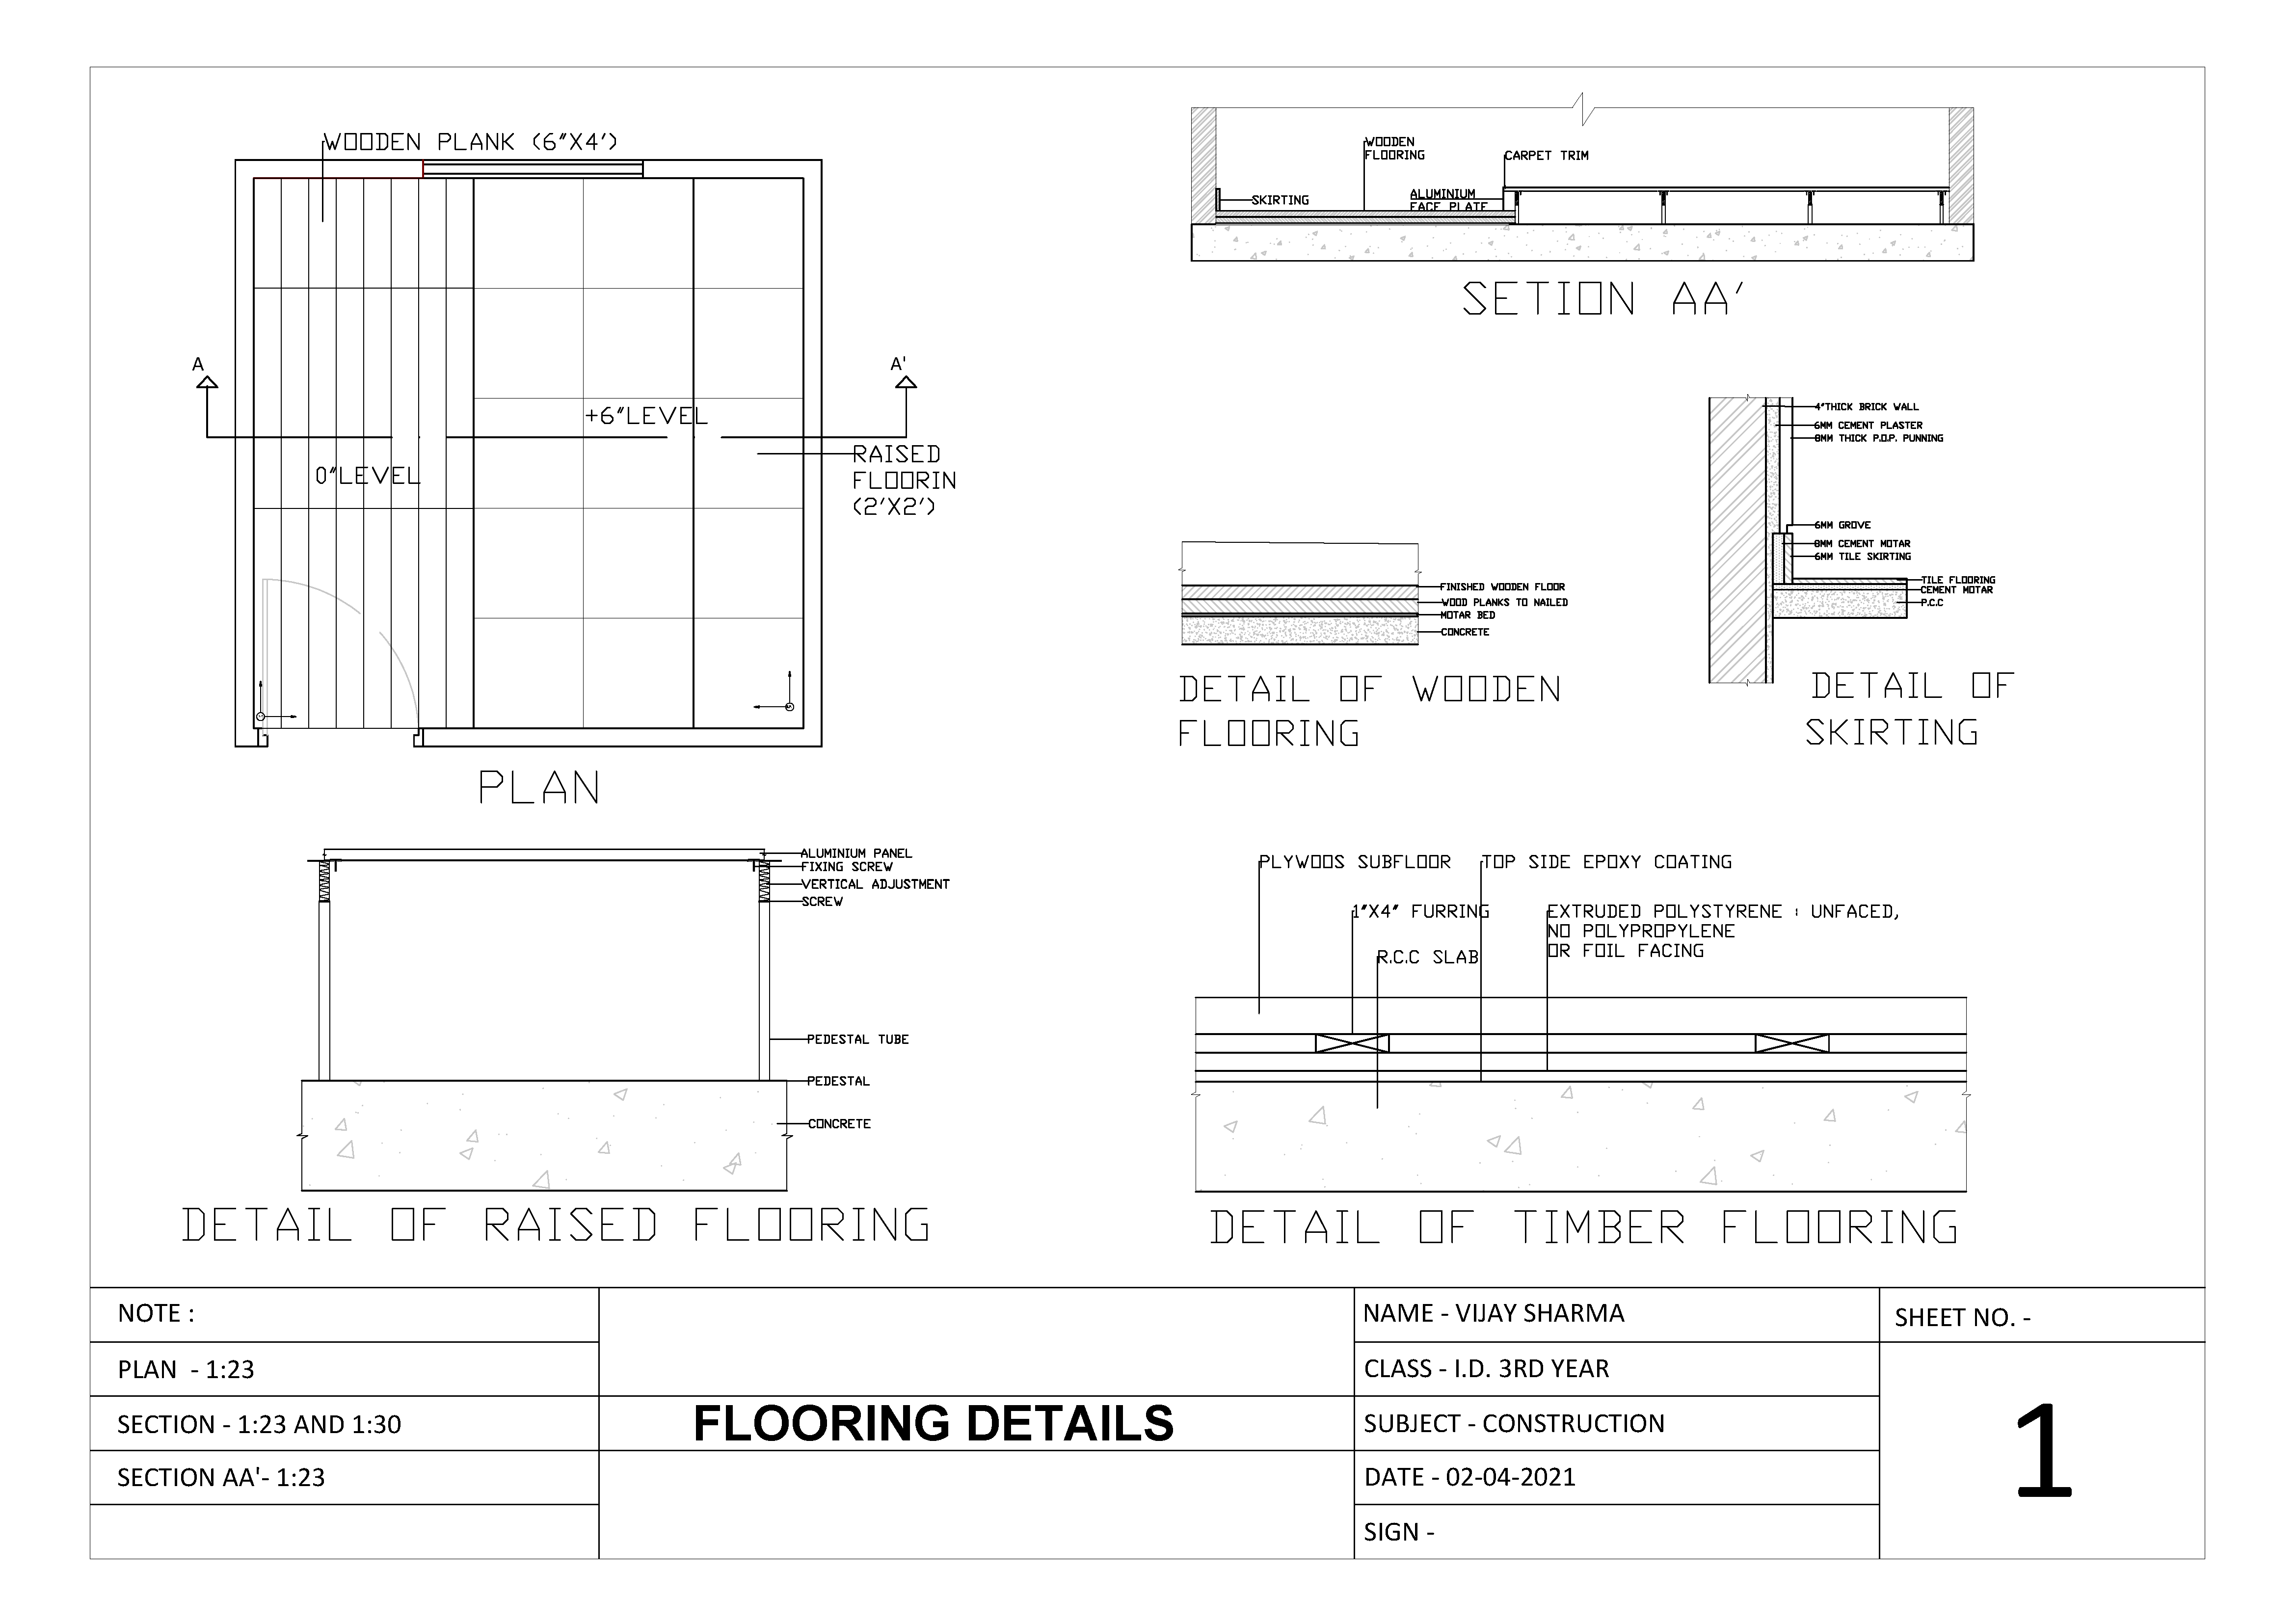 WOODEN PLANK (6"X4')
A
A'
+6"LEVEL
0"LEVEL
RAISED
FLOORIN
(2'X2')
PLAN
WOODEN
FLOORING
CARPET TRIM
SKIRTING
ALUMINIUM
FACE PLATE
SETION AA'
4"THICK BRICK WALL
6MM CEMENT PLASTER
8MM THICK P.O.P. PUNNING
6MM GROVE
8MM CEMENT MOTAR
6MM TILE SKIRTING
TILE FLOORING
CEMENT MOTAR
P.C.C
DETAIL OF
SKIRTING
FINISHED WOODEN FLOOR
WOOD PLANKS TO NAILED
MOTAR BED
CONCRETE
DETAIL OF WOODEN
FLOORING
ALUMINIUM PANEL
FIXING SCREW
VERTICAL ADJUSTMENT
SCREW
PEDESTAL TUBE
PEDESTAL
CONCRETE
DETAIL OF RAISED FLOORING
PLYWOOS SUBFLOOR
TOP SIDE EPOXY COATING
1"X4" FURRING
EXTRUDED POLYSTYRENE : UNFACED,
NO POLYPROPYLENE
OR FOIL FACING
R.C.C SLAB
DETAIL OF TIMBER FLOORING
NOTE :
PLAN - 1:23
SECTION - 1:23 AND 1:30
SECTION AA'- 1:23
FLOORING DETAILS
NAME - VIJAY SHARMA
CLASS - I.D. 3RD YEAR
SUBJECT - CONSTRUCTION
DATE - 02-04-2021
SIGN -
SHEET NO. -
1